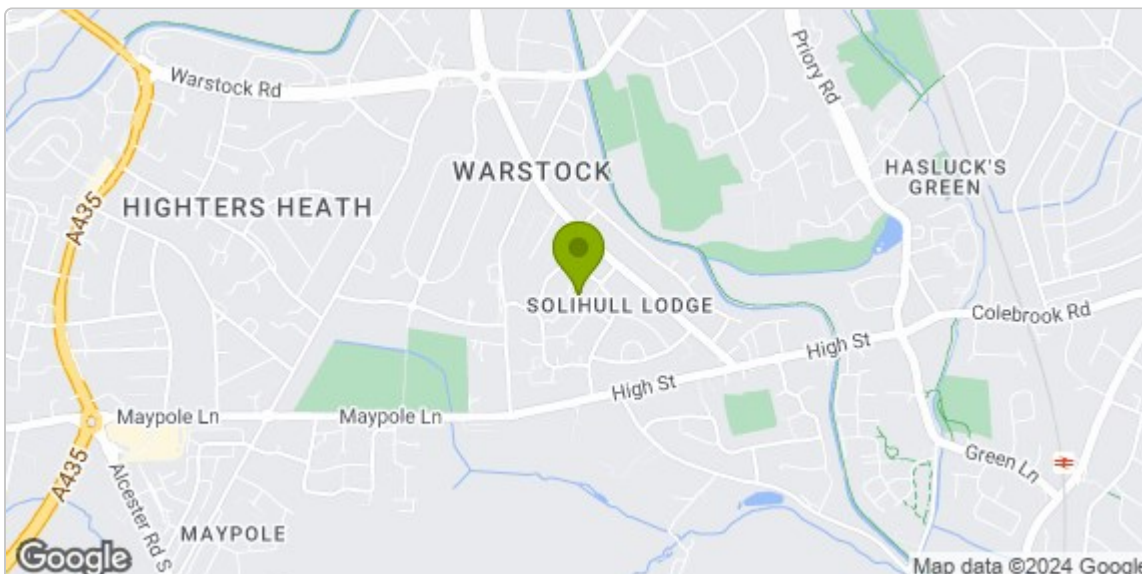 Warstock Rd
Priory Rd
WARSTOCK
HASLUCK'S
GREEN
A435
HIGHTERS HEATH
SOLIHULL LODGE
Colebrook Rd
High St
High St
Maypole Ln
Maypole Ln
Green Ln
A435
Alcester Rd S
MAYPOLE
Google
Map data ©2024 Google